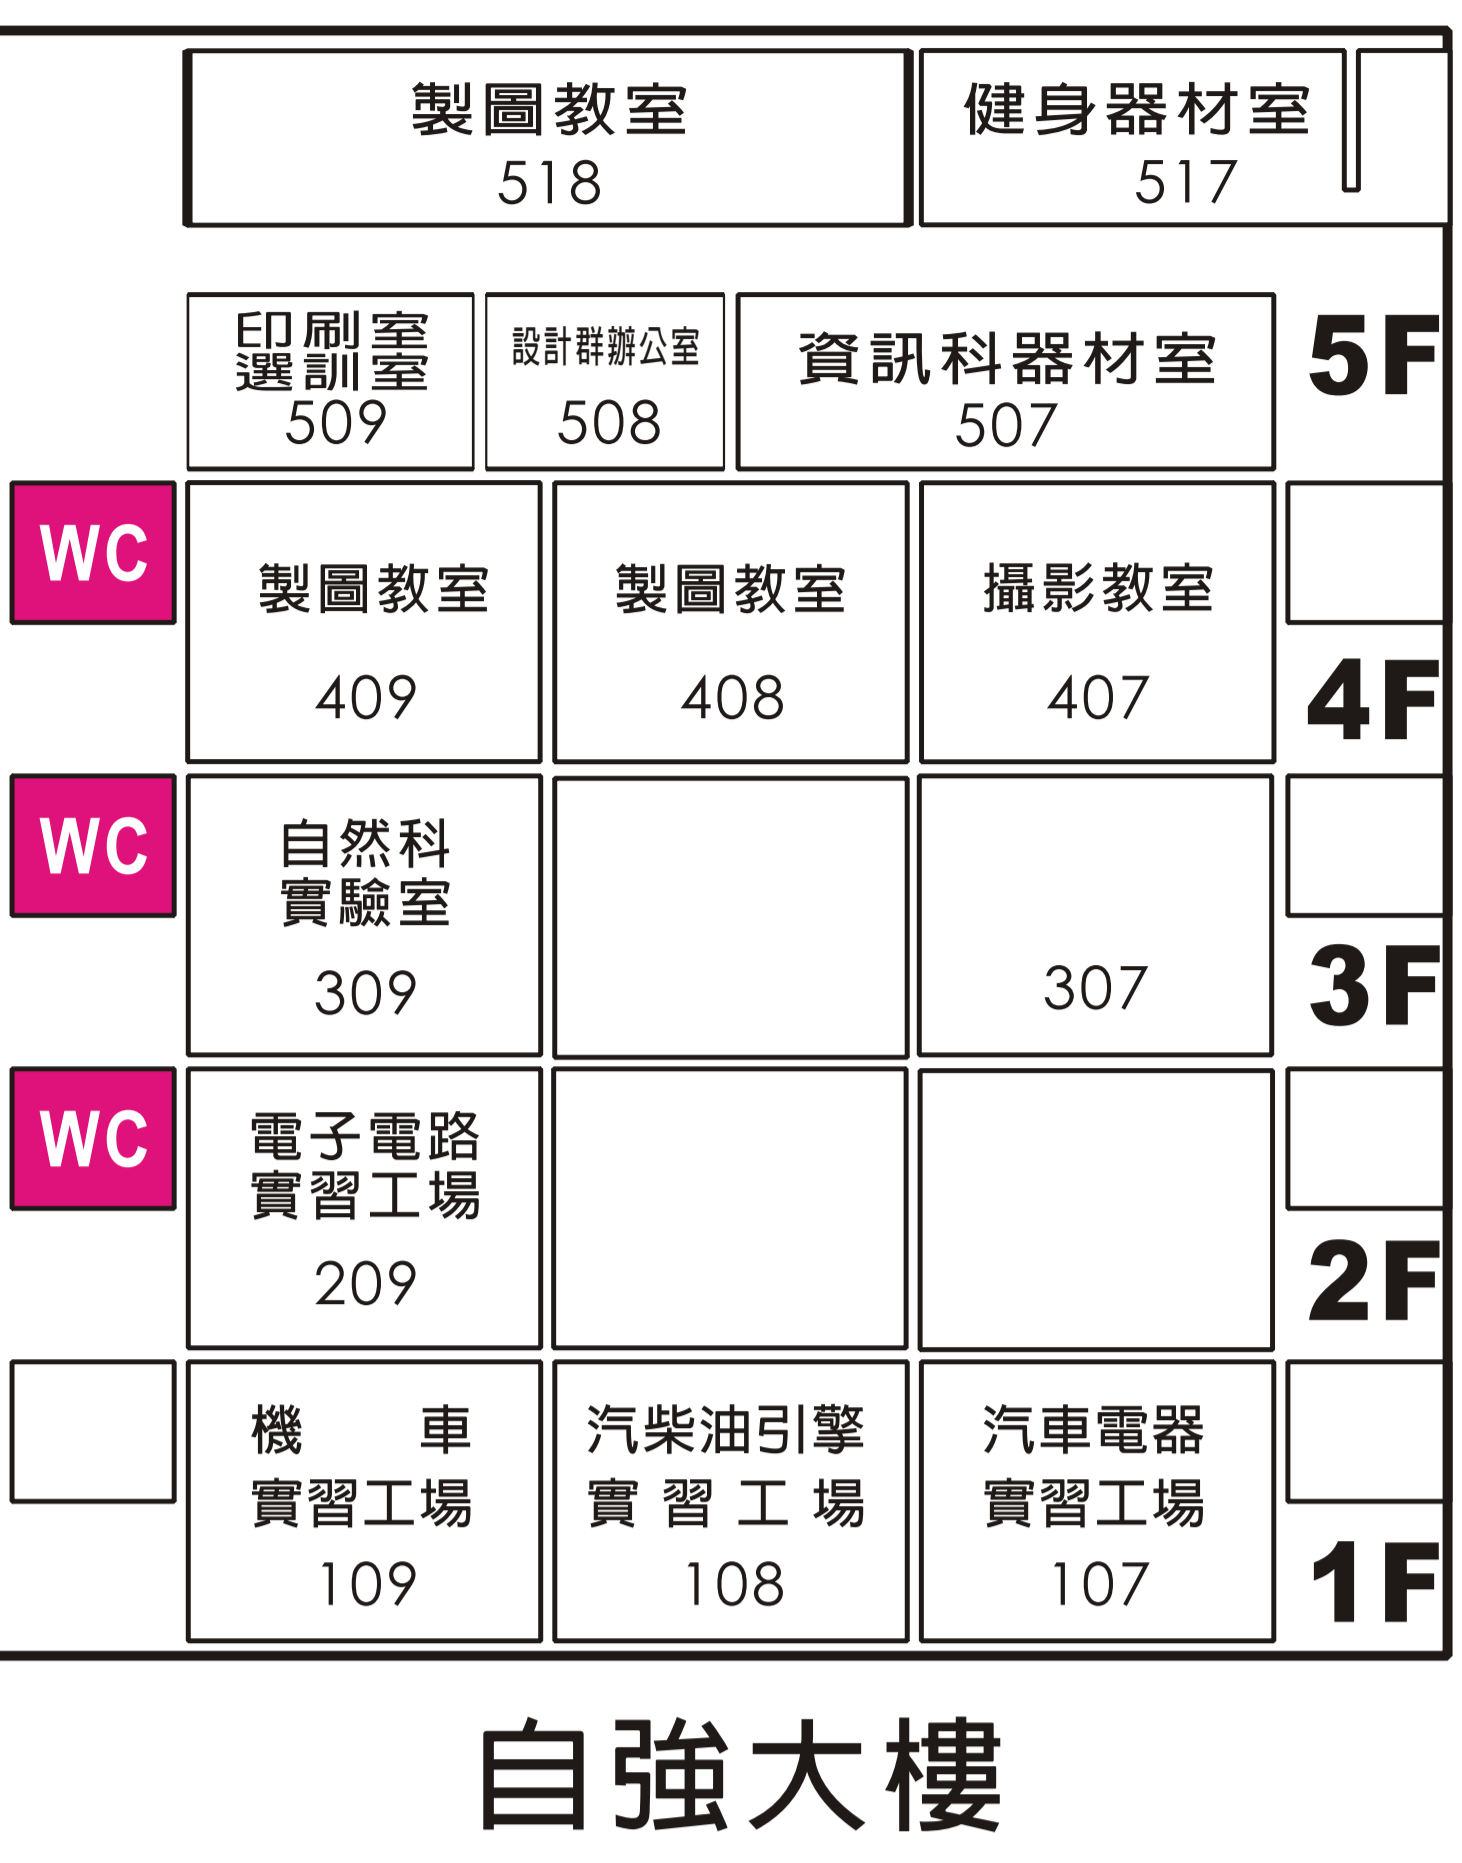 製圖教室
518
健身器材室
517
印刷室
選訓室
509
設計群辦公室
508
資訊科器材室
507
5F
WC
製圖教室
409
製圖教室
408
攝影教室
407
4F
WC
自然科
實驗室
309
307
3F
WC
電子電路
實習工場
209
2F
機 車
實習工場
109
汽柴油引擎
實習工場
108
汽車電器
實習工場
107
1F
自強大樓